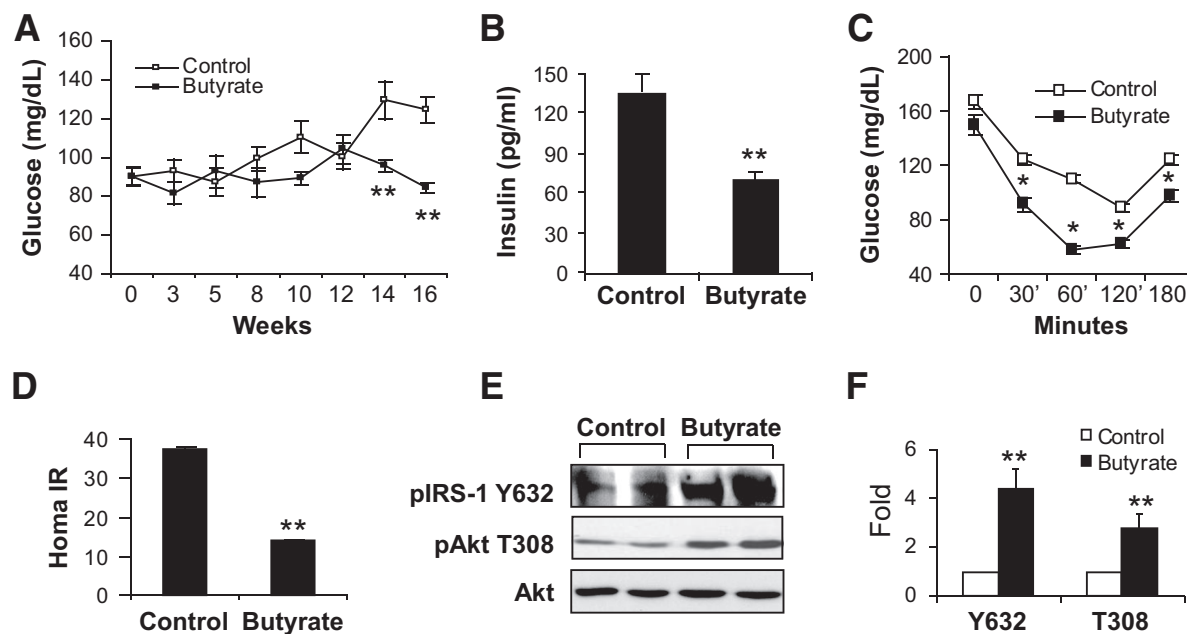 A
160
140
120
100
80
60
40
Glucose (mg/dL)
Control
Butyrate
**
**
0 3 5 8 10 12 14 16
Weeks
B
150
120
90
60
30
0
Insulin (pg/ml)
**
Control Butyrate
C
200
160
120
80
40
Glucose (mg/dL)
Control
Butyrate
*
*
*
*
0 30' 60' 120' 180
Minutes
D
40
30
20
10
0
Homa IR
**
Control Butyrate
E
Control Butyrate
pIRS-1 Y632
pAkt T308
Akt
F
6
4
2
0
Fold
Control
Butyrate
**
**
Y632 T308